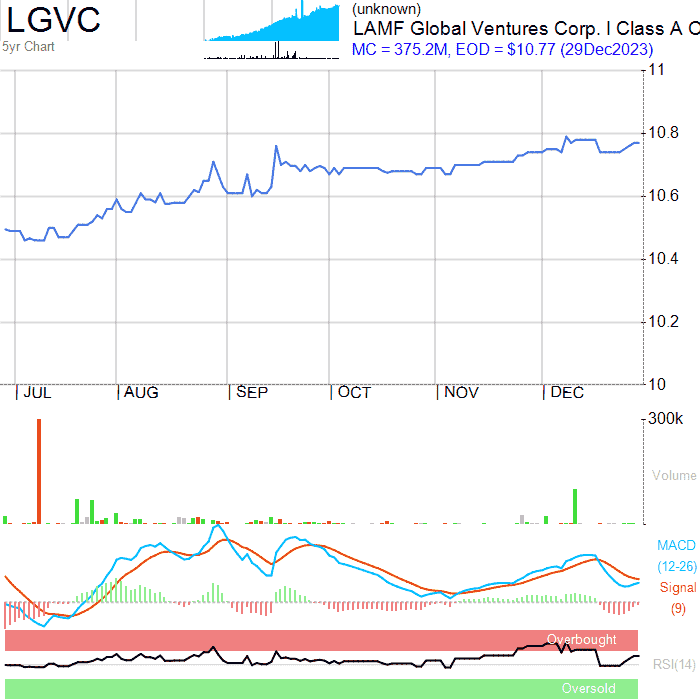 LGVC
5yr Chart
(unknown)
LAMF Global Ventures Corp. I Class A O
MC = 375.2M, EOD = $10.77 (29Dec2023)
11
10.8
10.6
10.4
10.2
10
JUL AUG SEP OCT NOV DEC
300k
Volume
MACD
(12-26)
Signal
(9)
Overbought
RSI(14)
Oversold